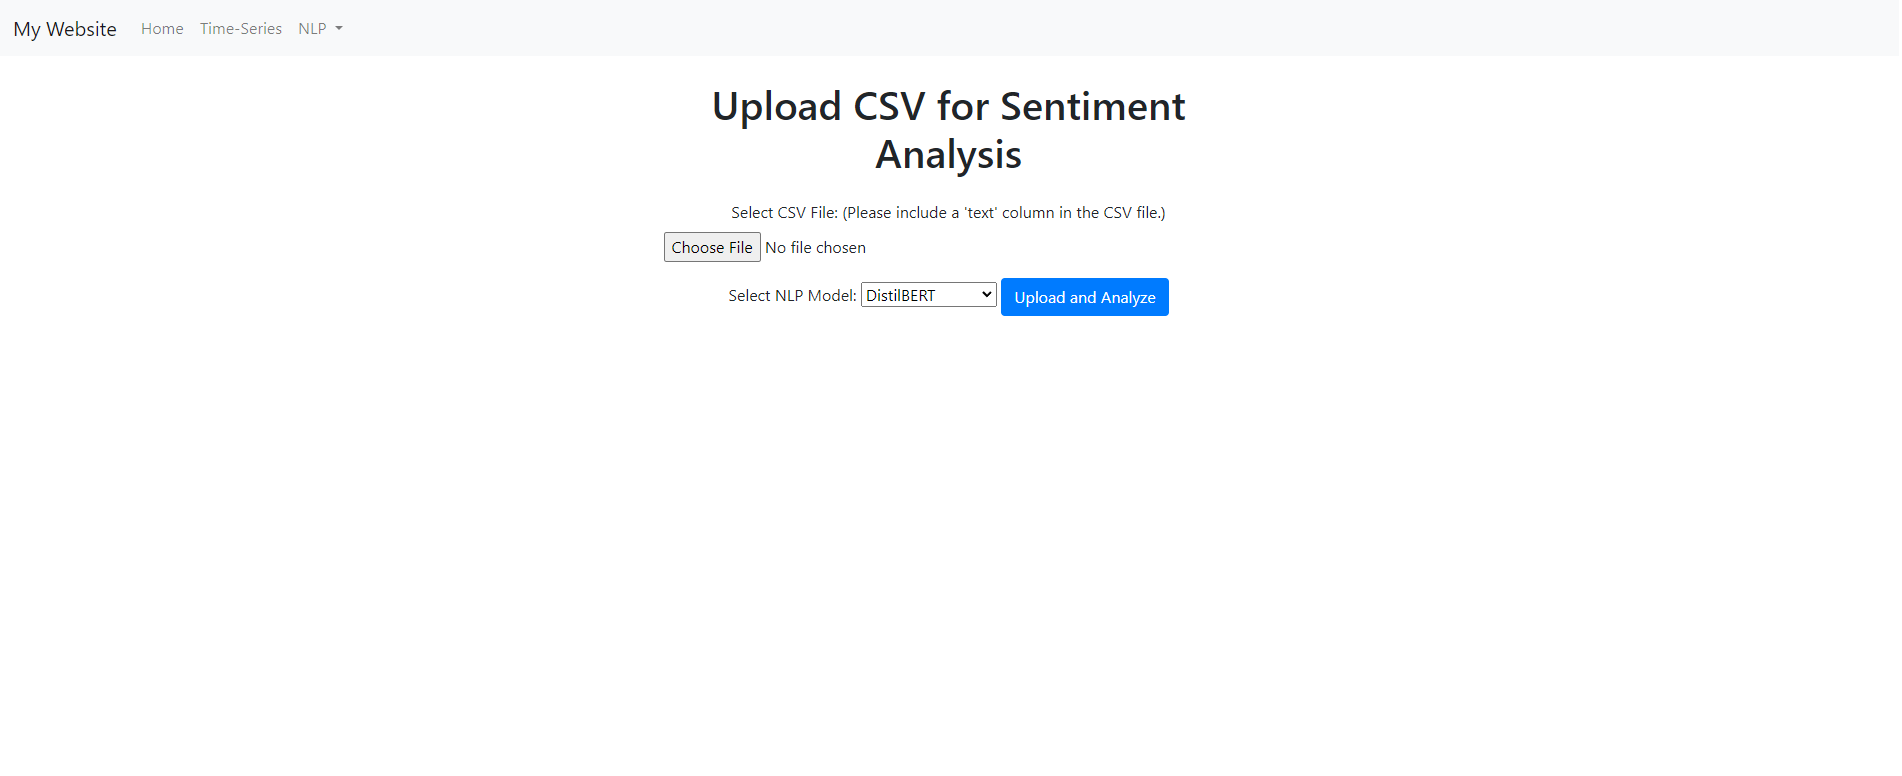 My Website Home Time-Series NLP
Upload CSV for Sentiment
Analysis
Select CSV File: (Please include a 'text' column in the CSV file.)
Choose File No file chosen
Select NLP Model: DistilBERT Upload and Analyze